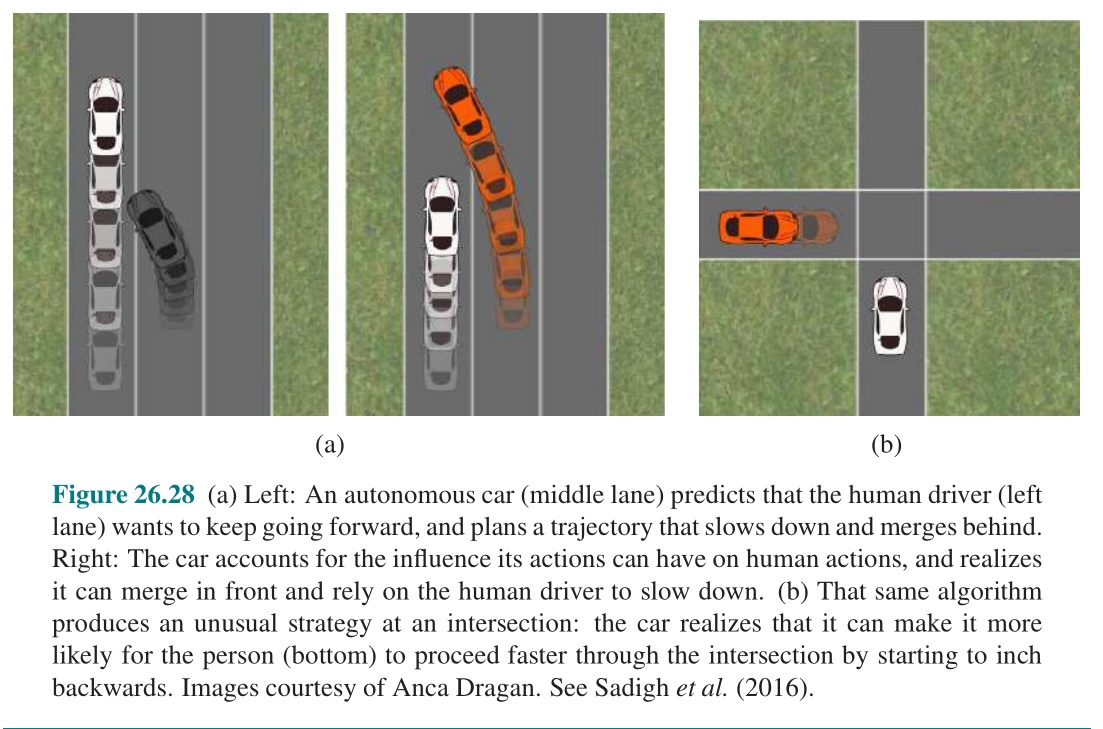 (a)
(b)
Figure 26.28 (a) Left: An autonomous car (middle lane) predicts that the human driver (left
lane) wants to keep going forward, and plans a trajectory that slows down and merges behind.
Right: The car accounts for the influence its actions can have on human actions, and realizes
it can merge in front and rely on the human driver to slow down. (b) That same algorithm
produces an unusual strategy at an intersection: the car realizes that it can make it more
likely for the person (bottom) to proceed faster through the intersection by starting to inch
backwards. Images courtesy of Anca Dragan. See Sadigh et al. (2016).